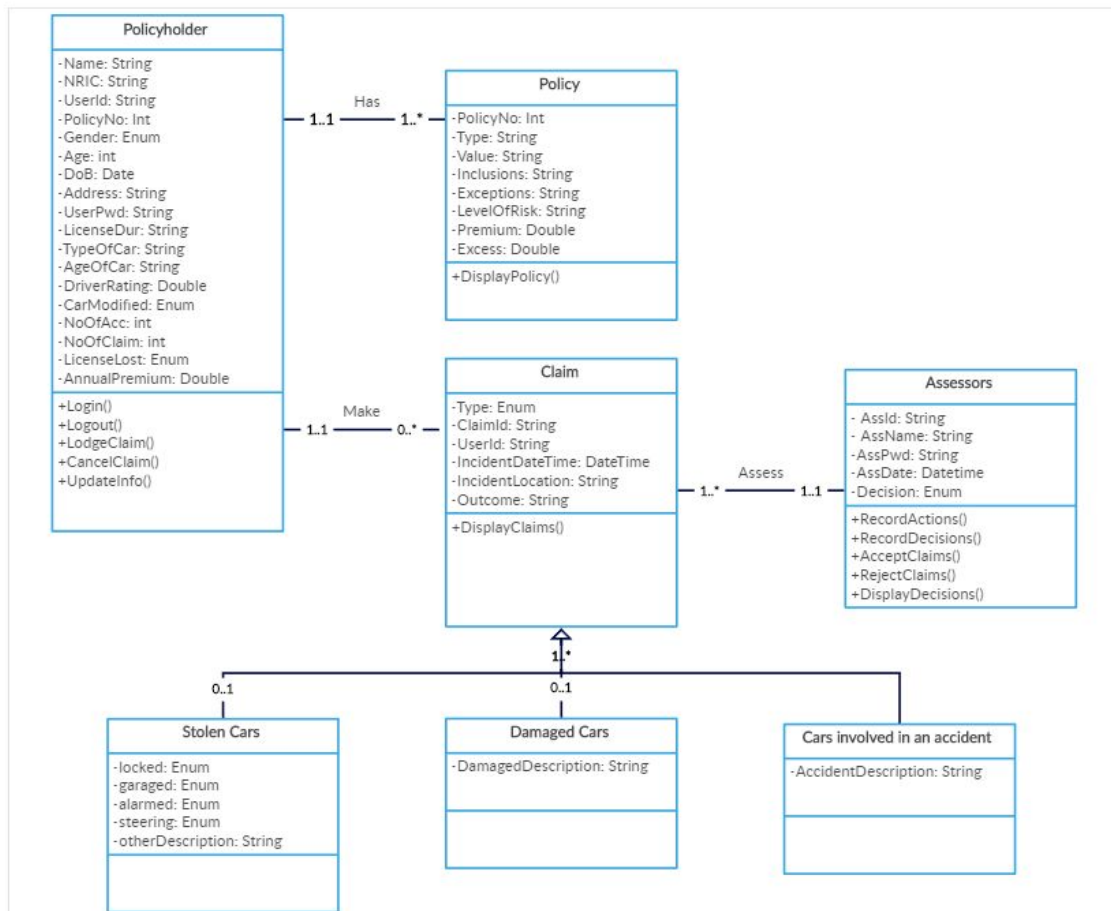 Policyholder
-Name: String
-NRIC: String
-UserId: String
-PolicyNo: Int
-Gender: Enum
-Age: int
-DoB: Date
-Address: String
-UserPwd: String
-LicenseDur: String
-TypeOfCar: String
-AgeOfCar: String
-DriverRating: Double
-CarModified: Enum
-NoOfAcc: int
-NoOfClaim: int
-LicenseLost: Enum
-AnnualPremium: Double
+Login()
+Logout()
+LodgeClaim()
+CancelClaim()
+UpdateInfo()
Has
1..1
1..*
Policy
-PolicyNo: Int
-Type: String
-Value: String
-Inclusions: String
-Exceptions: String
-LevelOfRisk: String
-Premium: Double
-Excess: Double
+DisplayPolicy()
Make
1..1
0..*
Claim
-Type: Enum
-ClaimId: String
-UserId: String
-IncidentDateTime: DateTime
-IncidentLocation: String
-Outcome: String
+DisplayClaims()
Assess
1..*
1..1
Assessors
- AssId: String
- AssName: String
-AssPwd: String
-AssDate: Datetime
-Decision: Enum
+RecordActions()
+RecordDecisions()
+AcceptClaims()
+RejectClaims()
+DisplayDecisions()
1..*
0..1
0..1
Stolen Cars
-locked: Enum
-garaged: Enum
-alarmed: Enum
-steering: Enum
-otherDescription: String
Damaged Cars
-DamagedDescription: String
Cars involved in an accident
-AccidentDescription: String